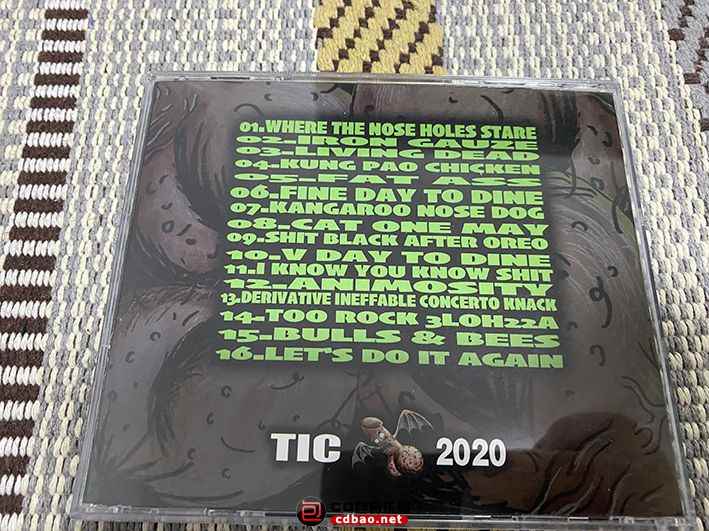 01.WHERE THE NOSE HOLES STARE
02.IRON GAUZE
03.LIVING DEAD
04.KUNG PAO CHICKEN
05.FAT ASS
06.FINE DAY TO DINE
07.KANGAROO NOSE DOG
08.CAT ONE MAY
09.SHIT BLACK AFTER OREO
10.V DAY TO DINE
11.I KNOW YOU KNOW SHIT
12.ANIMOSITY
13.DERIVATIVE INEFFABLE CONCERTO KNACK
14.TOO ROCK 3LOH22A
15.BULLS & BEES
16.LET'S DO IT AGAIN
TIC 2020
cdbao.net